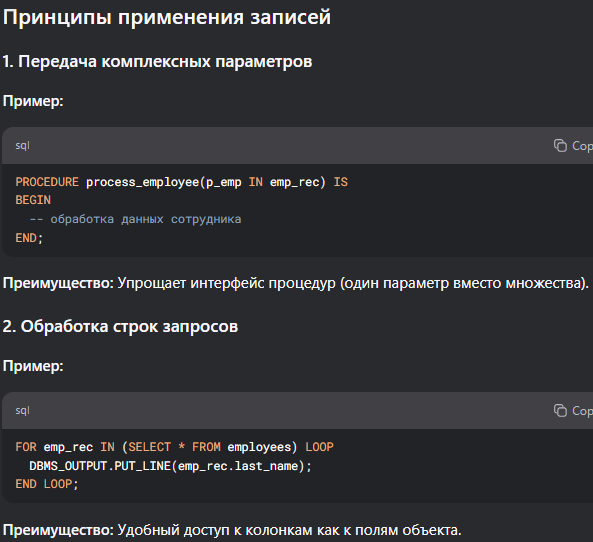 Принципы применения записей
1. Передача комплексных параметров
Пример:
sql
Cop
PROCEDURE process_employee(p_emp IN emp_rec) IS
BEGIN
  -- обработка данных сотрудника
END;
Преимущество: Упрощает интерфейс процедур (один параметр вместо множества).
2. Обработка строк запросов
Пример:
sql
Cop
FOR emp_rec IN (SELECT * FROM employees) LOOP
  DBMS_OUTPUT.PUT_LINE(emp_rec.last_name);
END LOOP;
Преимущество: Удобный доступ к колонкам как к полям объекта.